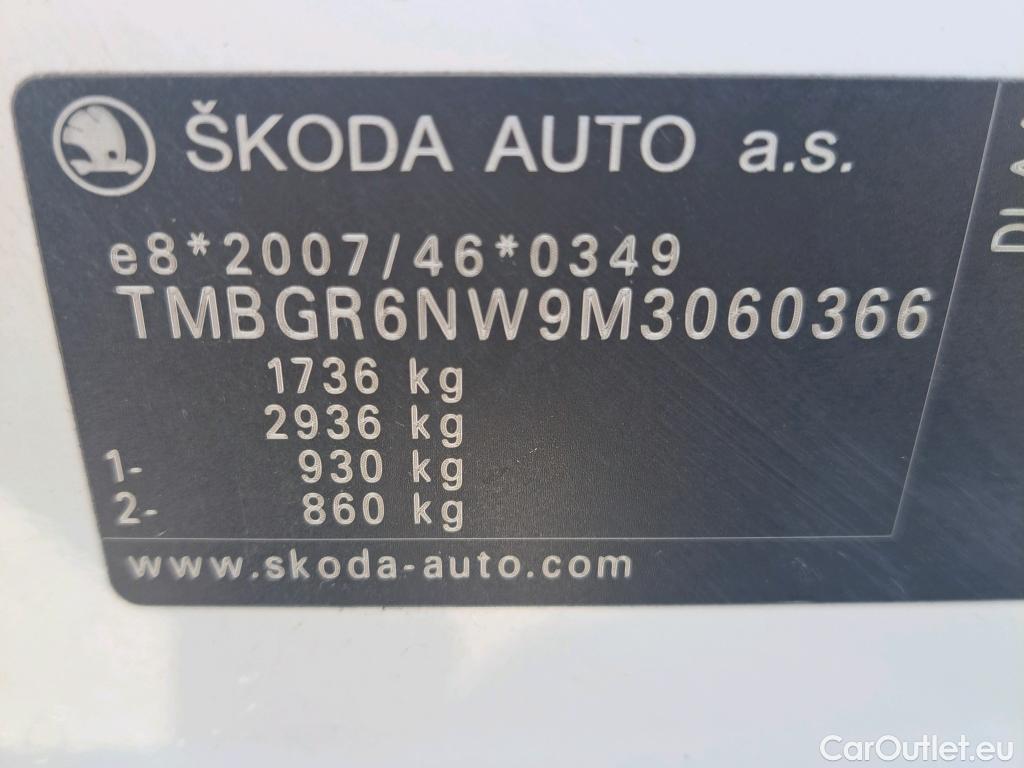 ŠKODA AUTO a.s.
e8*2007/46*0349
TMBGR6NW9M3060366
1736 kg
2936 kg
1- 930 kg
2- 860 kg
www.skoda-auto.com
CarOutlet.eu